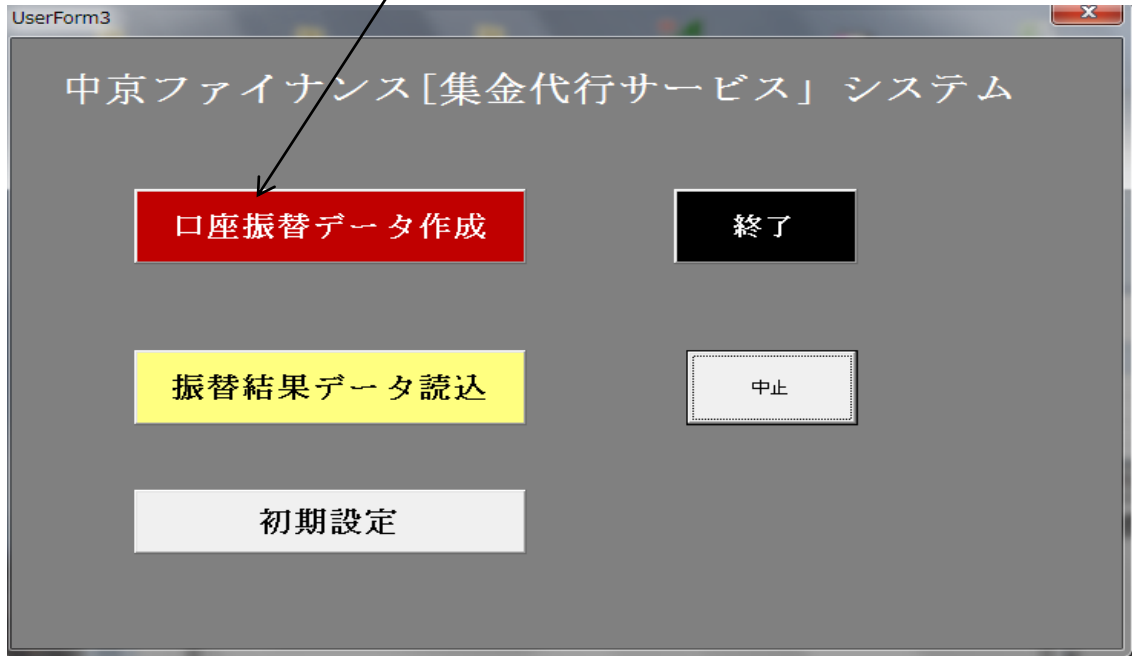 UserForm3
中京ファイナンス[集金代行サービス」システム
口座振替データ作成
終了
振替結果データ読込
中止
初期設定